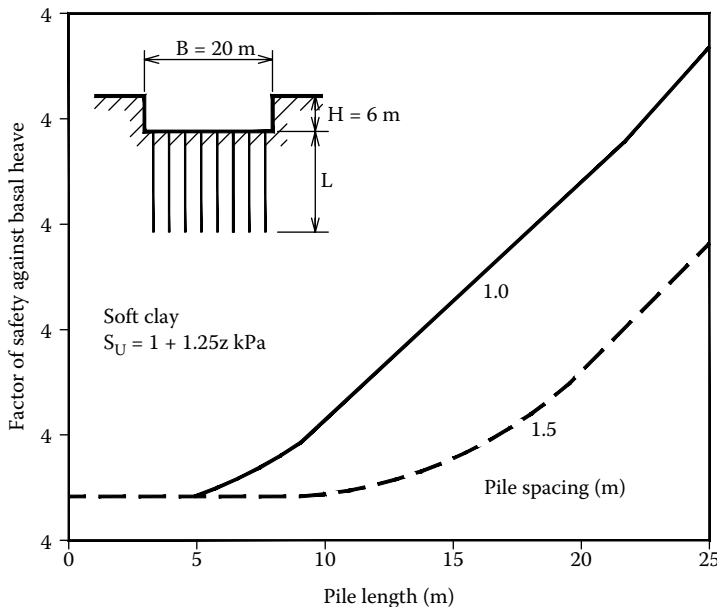 4
4
4
4
4
4
Factor of safety against basal heave
B = 20 m
H = 6 m
L
Soft clay
S_U = 1 + 1.25z kPa
1.0
1.5
Pile spacing (m)
0
5
10
15
20
25
Pile length (m)